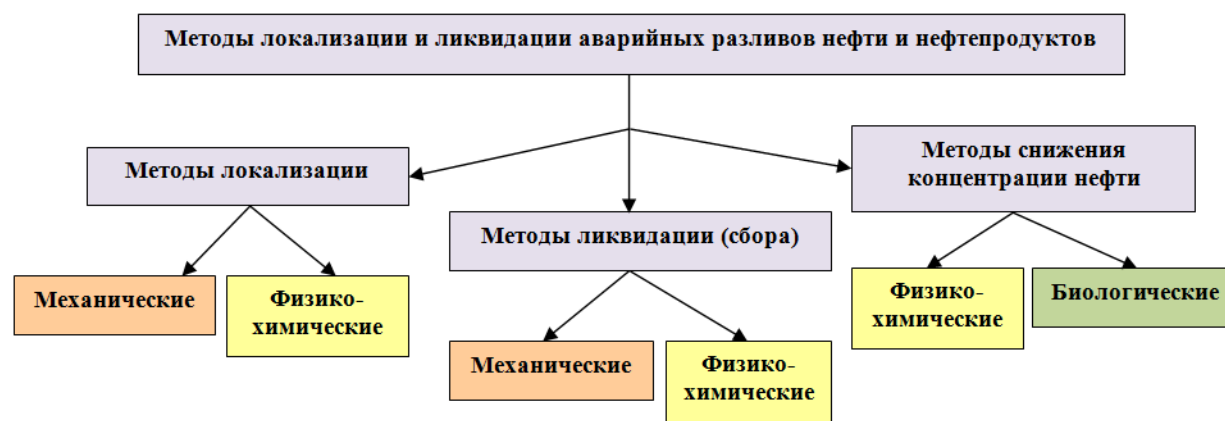 Методы локализации и ликвидации аварийных разливов нефти и нефтепродуктов
Методы локализации
Механические
Физико-
химические
Методы ликвидации (сбора)
Механические
Физико-
химические
Методы снижения
концентрации нефти
Физико-
химические
Биологические